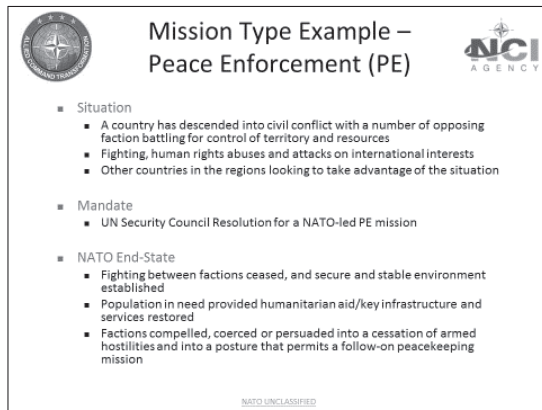 Mission Type Example –
Peace Enforcement (PE)
ALLIED COMMAND TRANSFORMATION
NCI
AGENCY
Situation
A country has descended into civil conflict with a number of opposing
faction battling for control of territory and resources
Fighting, human rights abuses and attacks on international interests
Other countries in the regions looking to take advantage of the situation
Mandate
UN Security Council Resolution for a NATO-led PE mission
NATO End-State
Fighting between factions ceased, and secure and stable environment
established
Population in need provided humanitarian aid/key infrastructure and
services restored
Factions compelled, coerced or persuaded into a cessation of armed
hostilities and into a posture that permits a follow-on peacekeeping
mission
NATO UNCLASSIFIED